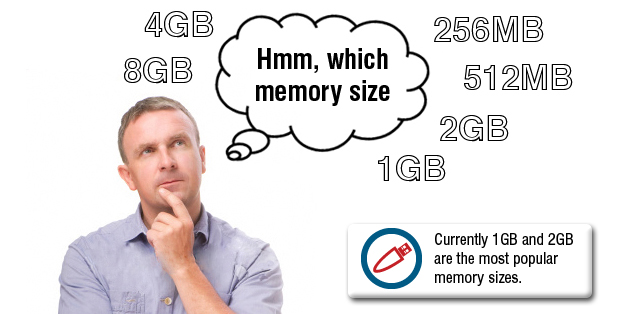 4GB
8GB
Hmm, which
memory size
256MB
512MB
2GB
1GB
Currently 1GB and 2GB
are the most popular
memory sizes.